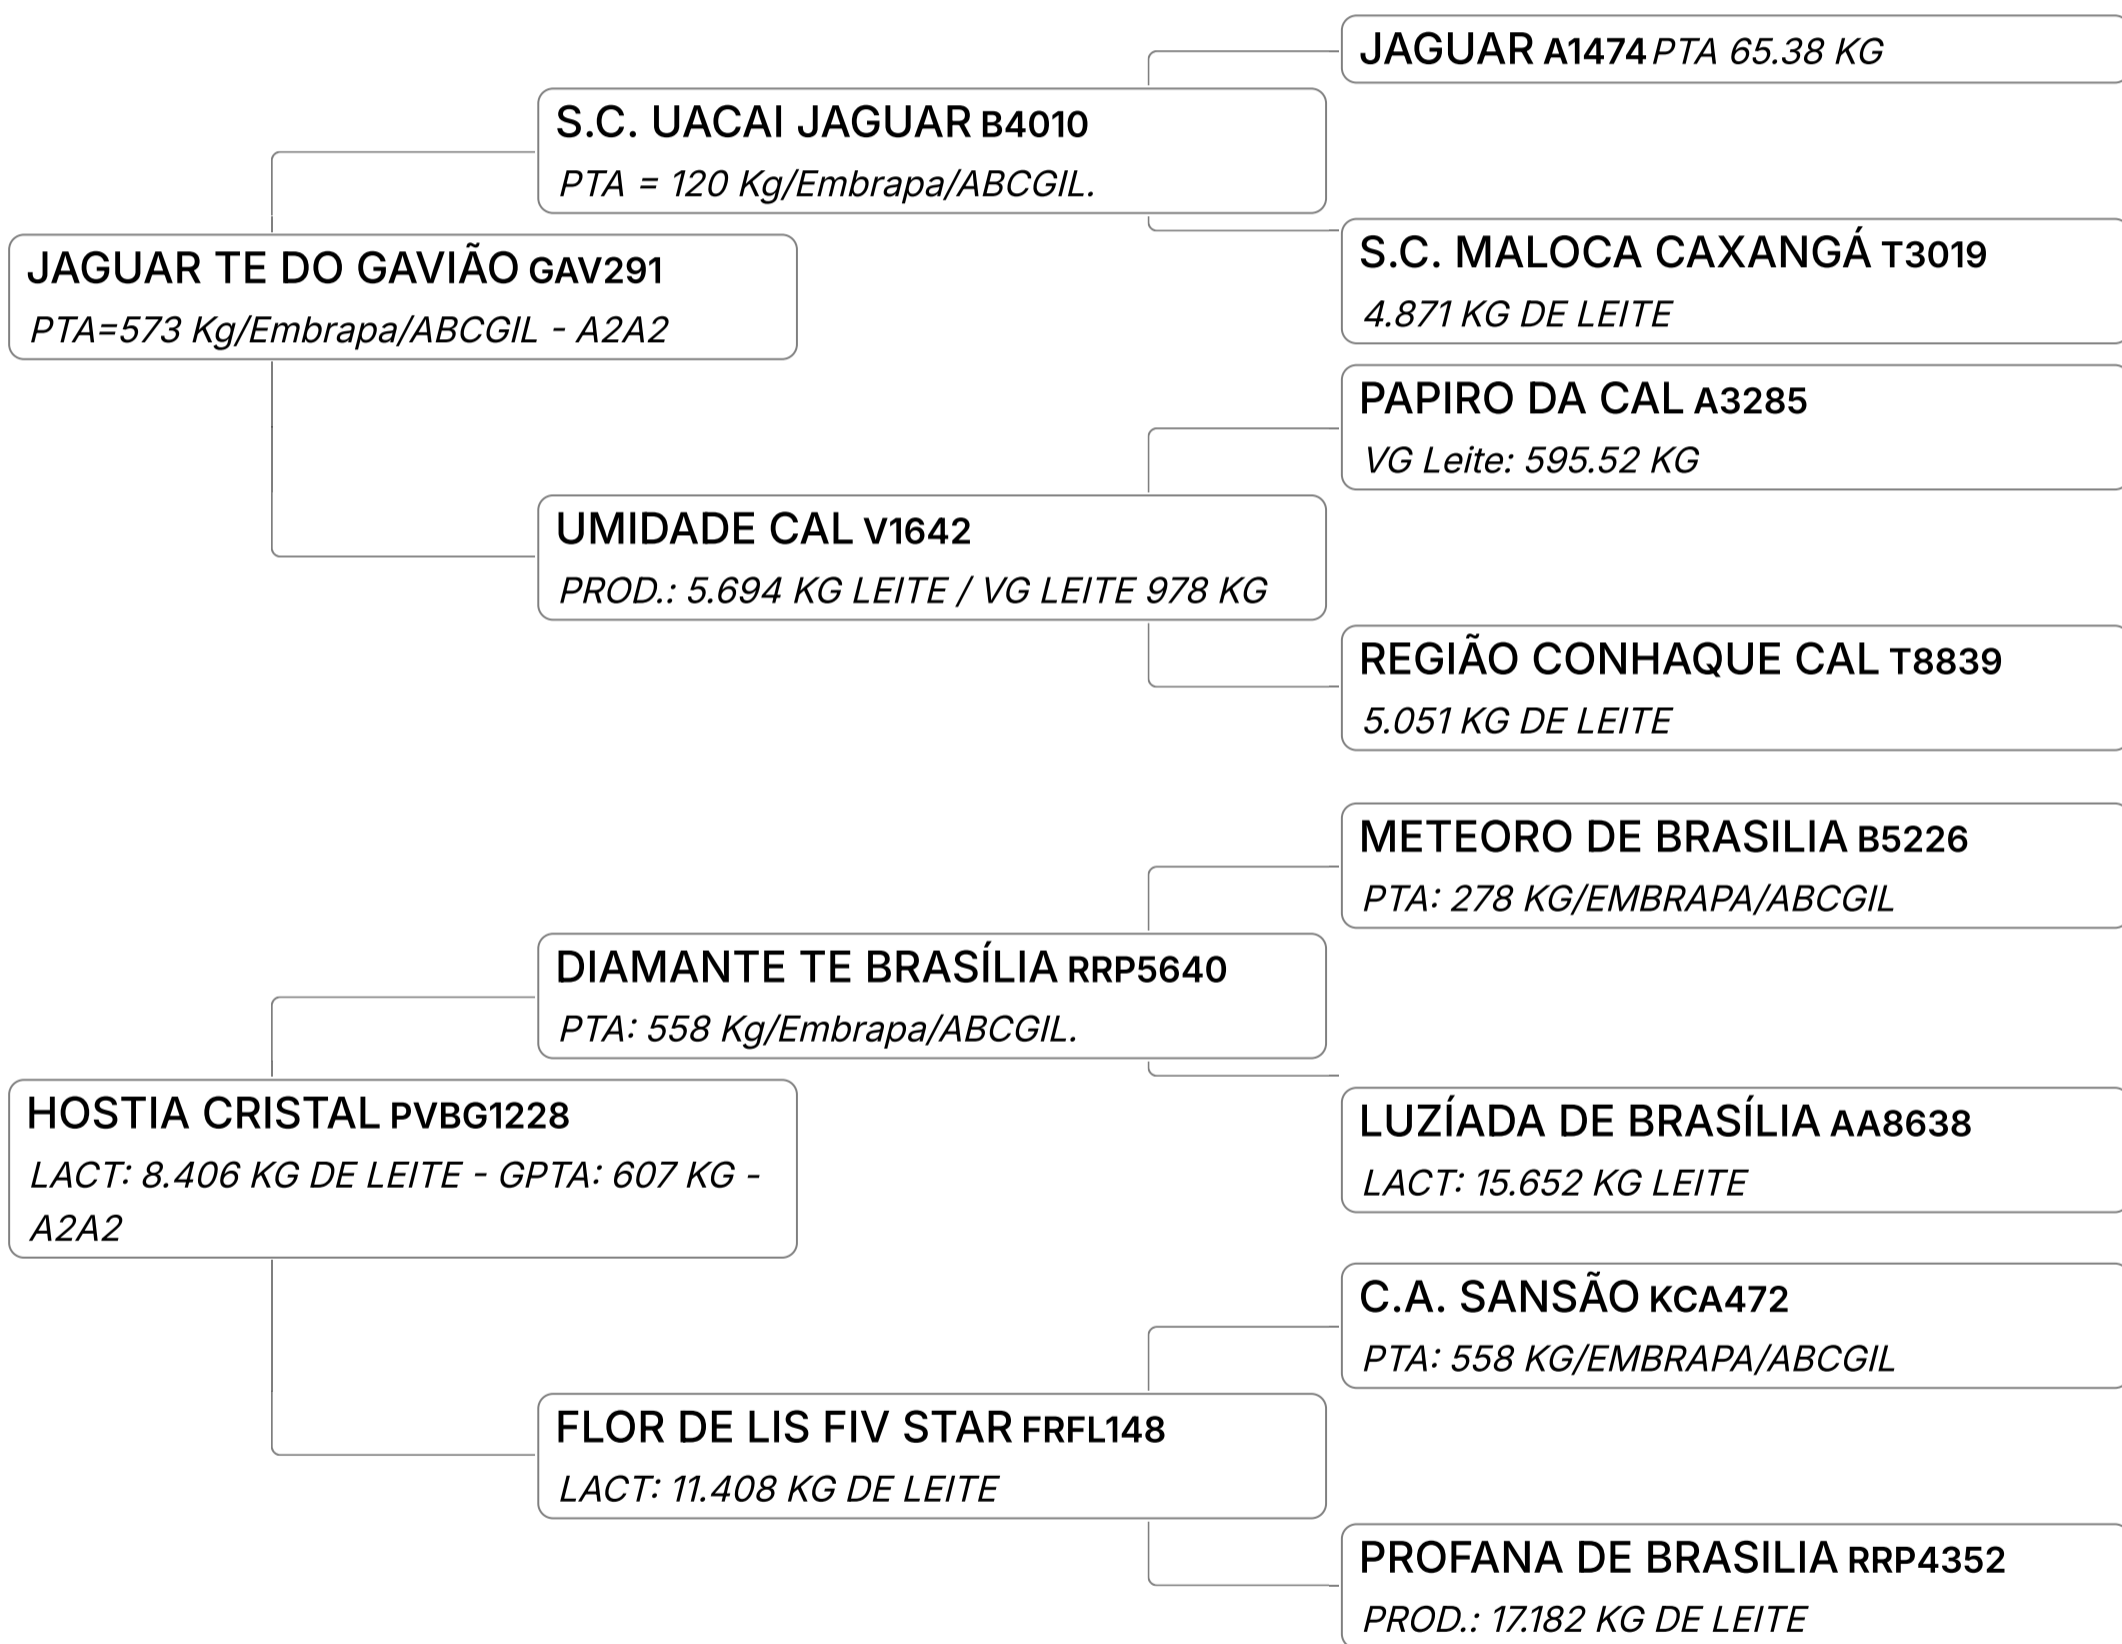 JAGUAR A1474 PTA 65.38 KG
S.C. UACAI JAGUAR B4010
PTA = 120 Kg/Embrapa/ABCGIL.
S.C. MALOCA CAXANGÁ T3019
4.871 KG DE LEITE
JAGUAR TE DO GAVIÃO GAV291
PTA=573 Kg/Embrapa/ABCGIL - A2A2
PAPIRO DA CAL A3285
VG Leite: 595.52 KG
UMIDADE CAL V1642
PROD.: 5.694 KG LEITE / VG LEITE 978 KG
REGIÃO CONHAQUE CAL T8839
5.051 KG DE LEITE
METEORO DE BRASILIA B5226
PTA: 278 KG/EMBRAPA/ABCGIL
DIAMANTE TE BRASÍLIA RRP5640
PTA: 558 Kg/Embrapa/ABCGIL.
LUZÍADA DE BRASÍLIA AA8638
LACT: 15.652 KG LEITE
HOSTIA CRISTAL PVBG1228
LACT: 8.406 KG DE LEITE - GPTA: 607 KG -
A2A2
C.A. SANSÃO KCA472
PTA: 558 KG/EMBRAPA/ABCGIL
FLOR DE LIS FIV STAR FRFL148
LACT: 11.408 KG DE LEITE
PROFANA DE BRASILIA RRP4352
PROD.: 17.182 KG DE LEITE